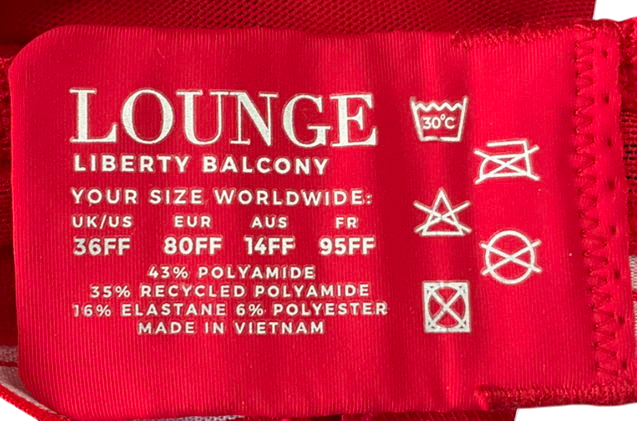 LOUNGE
LIBERTY BALCONY
YOUR SIZE WORLDWIDE:
UK/US EUR AUS FR
36FF 80FF 14FF 95FF
43% POLYAMIDE
35% RECYCLED POLYAMIDE
16% ELASTANE 6% POLYESTER
MADE IN VIETNAM
30°C